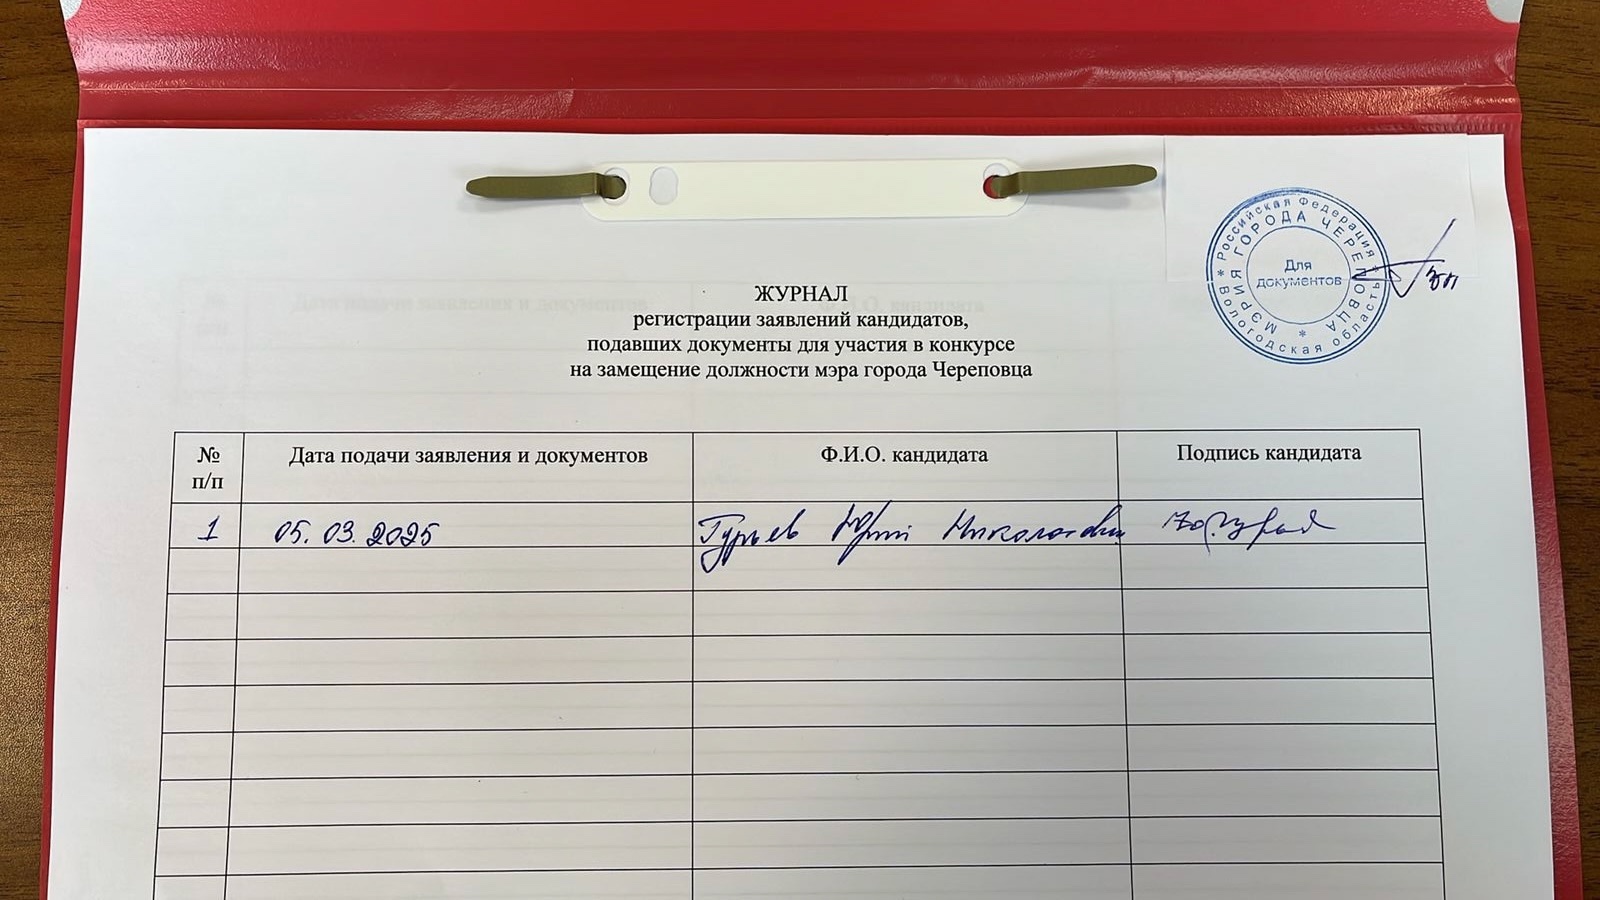 Российская Федерация * Вологодская область *
МЭРИЯ ГОРОДА ЧЕРЕПОВЦА *
Для
документов
ЖУРНАЛ
регистрации заявлений кандидатов,
подавших документы для участия в конкурсе
на замещение должности мэра города Череповца
№ п/п
Дата подачи заявления и документов
Ф.И.О. кандидата
Подпись кандидата
1 05.03.2025 Гурьев Юрий Николаевич